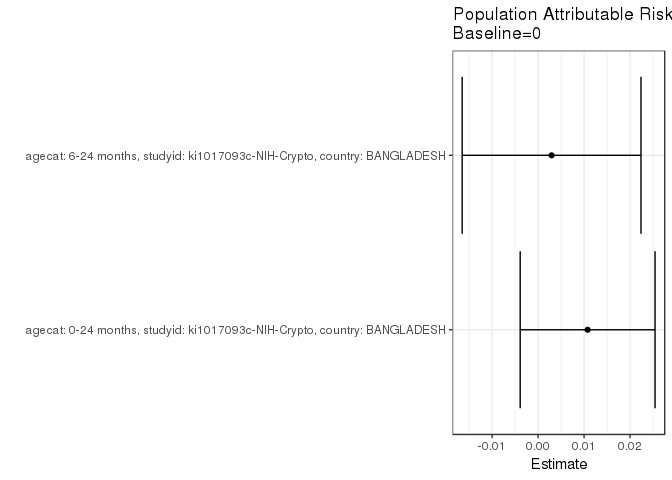 Population Attributable Risk
Baseline=0
agecat: 6-24 months, studyid: ki1017093c-NIH-Crypto, country: BANGLADESH
agecat: 0-24 months, studyid: ki1017093c-NIH-Crypto, country: BANGLADESH
-0.01 0.00 0.01 0.02
Estimate